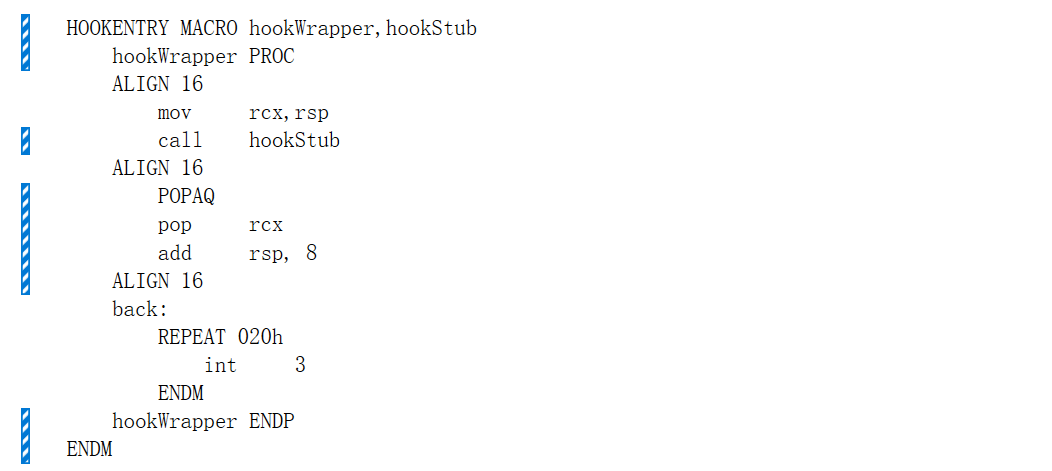 HOOKENTRY MACRO hookWrapper,hookStub
    hookWrapper PROC
    ALIGN 16
        mov     rcx,rsp
        call    hookStub
    ALIGN 16
        POPAQ
        pop     rcx
        add     rsp, 8
    ALIGN 16
    back:
        REPEAT 020h
            int     3
        ENDM
    hookWrapper ENDP
ENDM